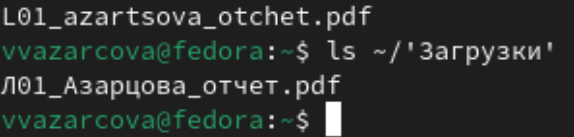 L01_azartsova_otchet.pdf
vvazarcova@fedora:~$ ls ~/'Загрузки'
Л01_Азарцова_отчет.pdf
vvazarcova@fedora:~$